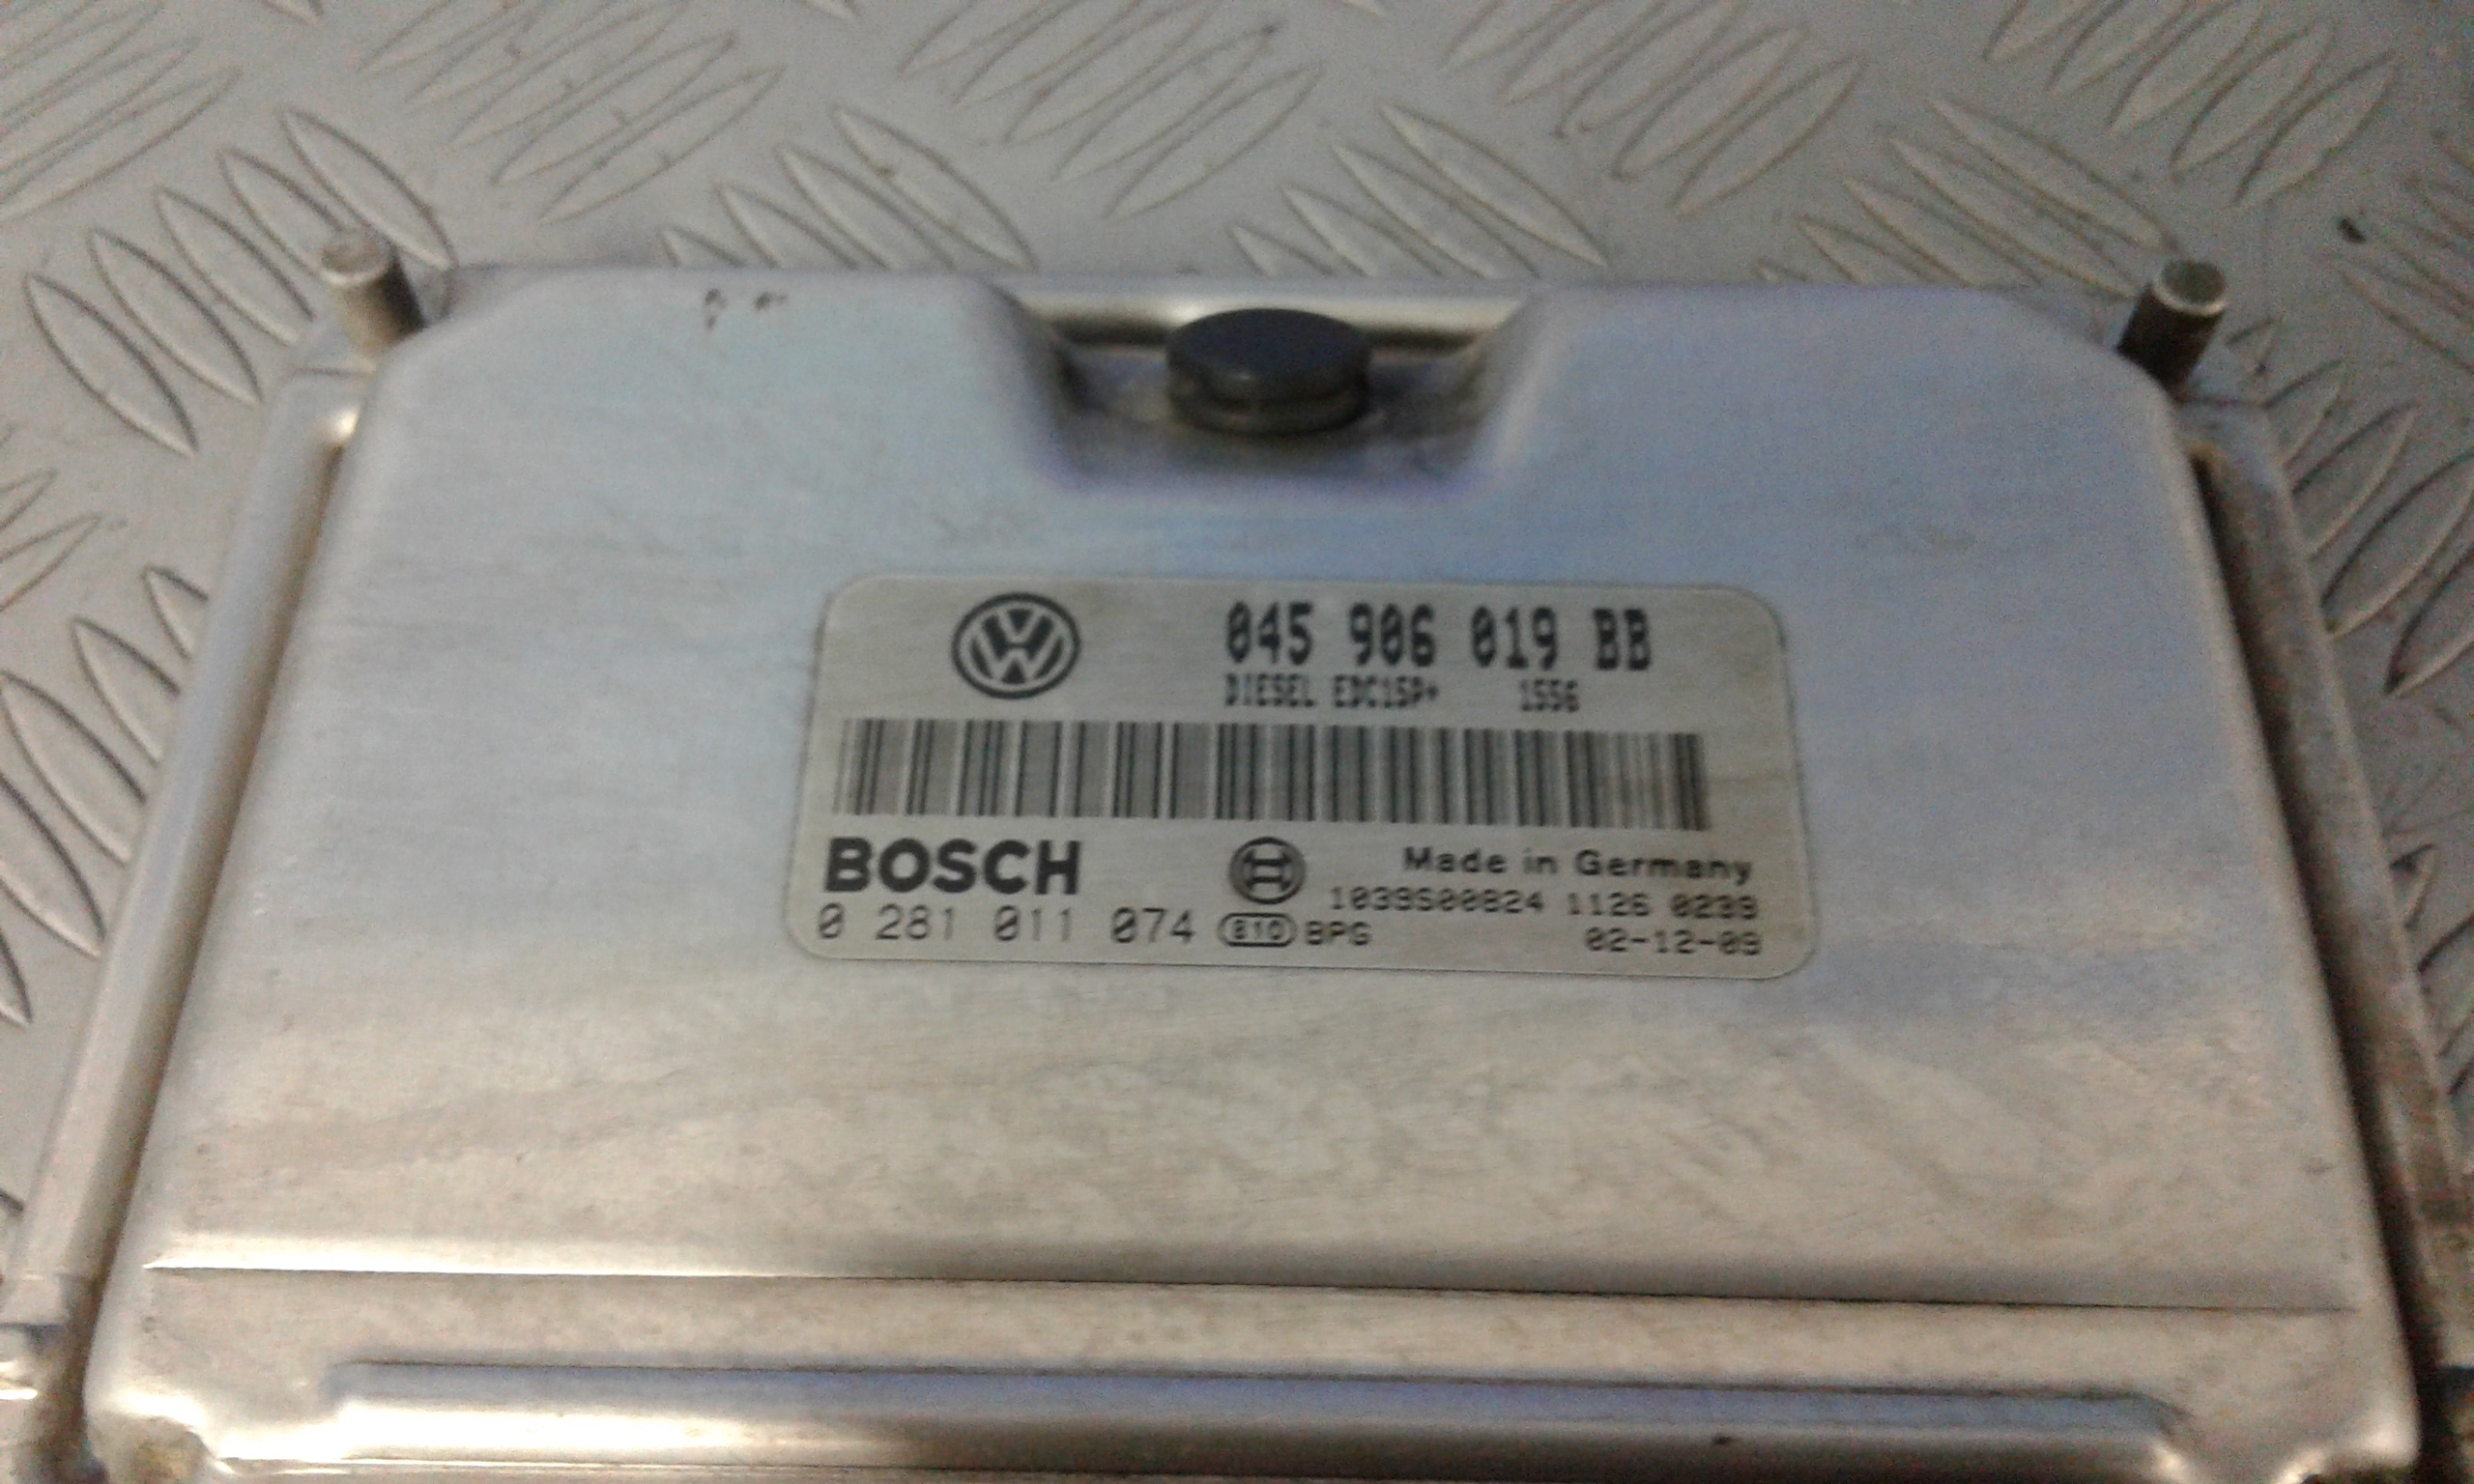 045 906 019 BB
DIESEL EDC15P+ 1556
BOSCH
Made in Germany
1039S00824 1126 0239
0 281 011 074 810 BPG
02-12-09